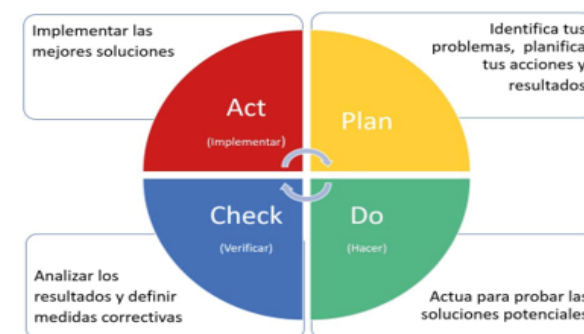 Implementar las
mejores soluciones
Identifica tus
problemas, planifica
tus acciones y
resultados
Act
(Implementar)
Plan
Check
(Verificar)
Do
(Hacer)
Analizar los
resultados y definir
medidas correctivas
Actua para probar las
soluciones potenciales